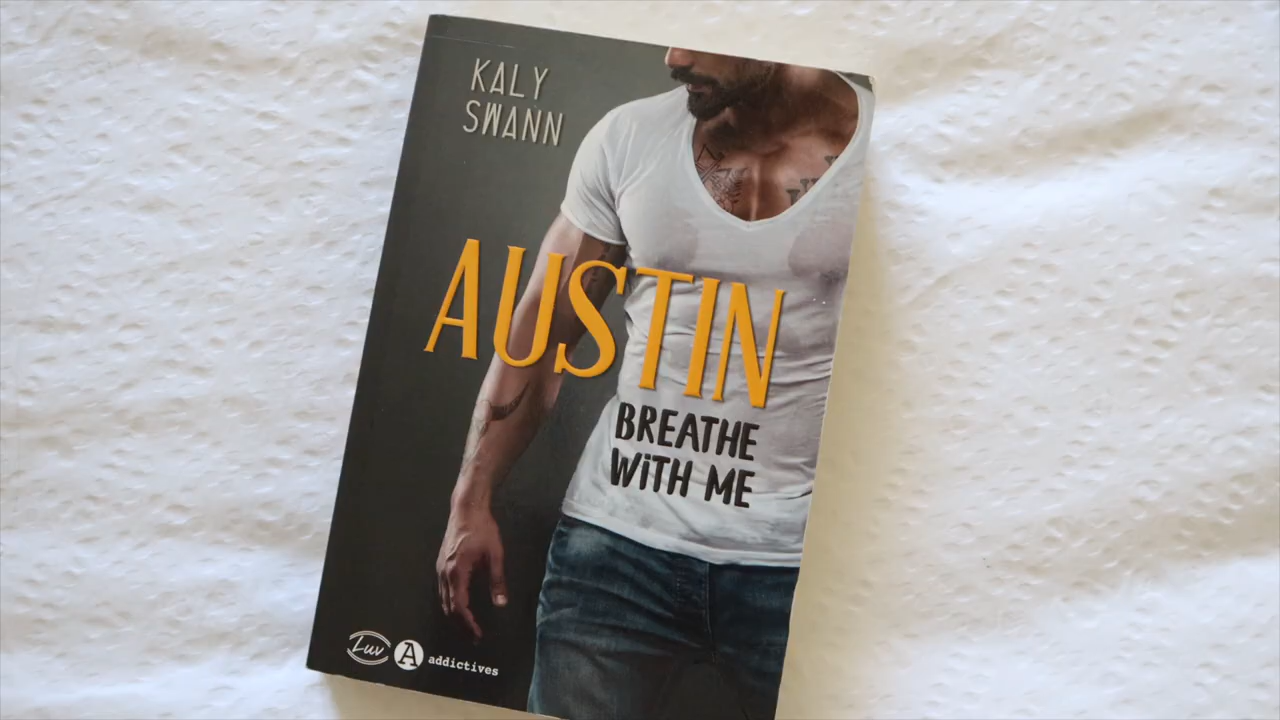 KALY
SWANN
AUSTIN
BREATHE
WiTH ME
Luv
A addictives